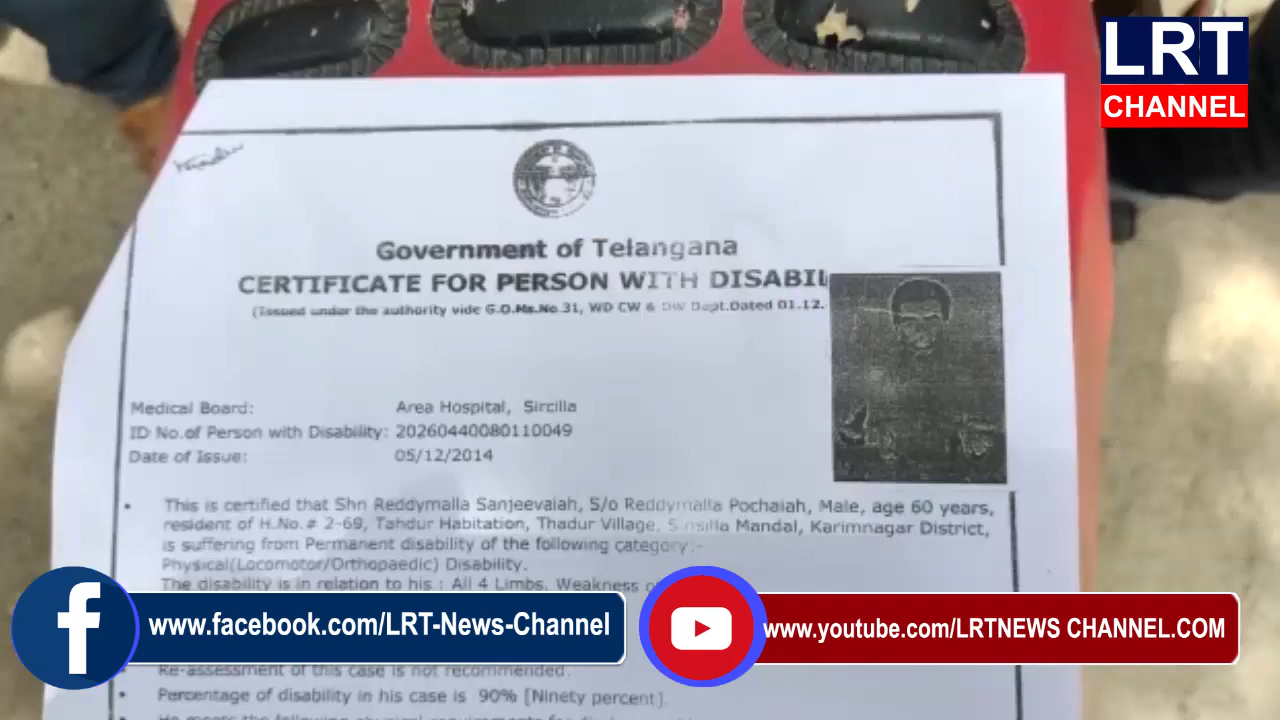 LRT
CHANNEL
Government of Telangana
CERTIFICATE FOR PERSON WITH DISABIL
(Issued under the authority vide G.O.Ms.No.31, WD CW & DW Dept.Dated 01.12.
Medical Board: Area Hospital, Sircilla
ID No.of Person with Disability: 20260440080110049
Date of Issue: 05/12/2014
This is certified that Shri Reddymalla Sanjeevaiah, S/o Reddymalla Pochaiah, Male, age 60 years,
resident of H.No.# 2-69, Tahdur Habitation, Thadur Village, Sirisilla Mandal, Karimnagar District,
is suffering from Permanent disability of the following category:-
Physical(Locomotor/Orthopaedic) Disability.
The disability is in relation to his : All 4 Limbs, Weakness
www.facebook.com/LRT-News-Channel
www.youtube.com/LRTNEWS CHANNEL.COM
Re-assessment of this case is not recommended.
Percentage of disability in his case is 90% [Ninety percent].